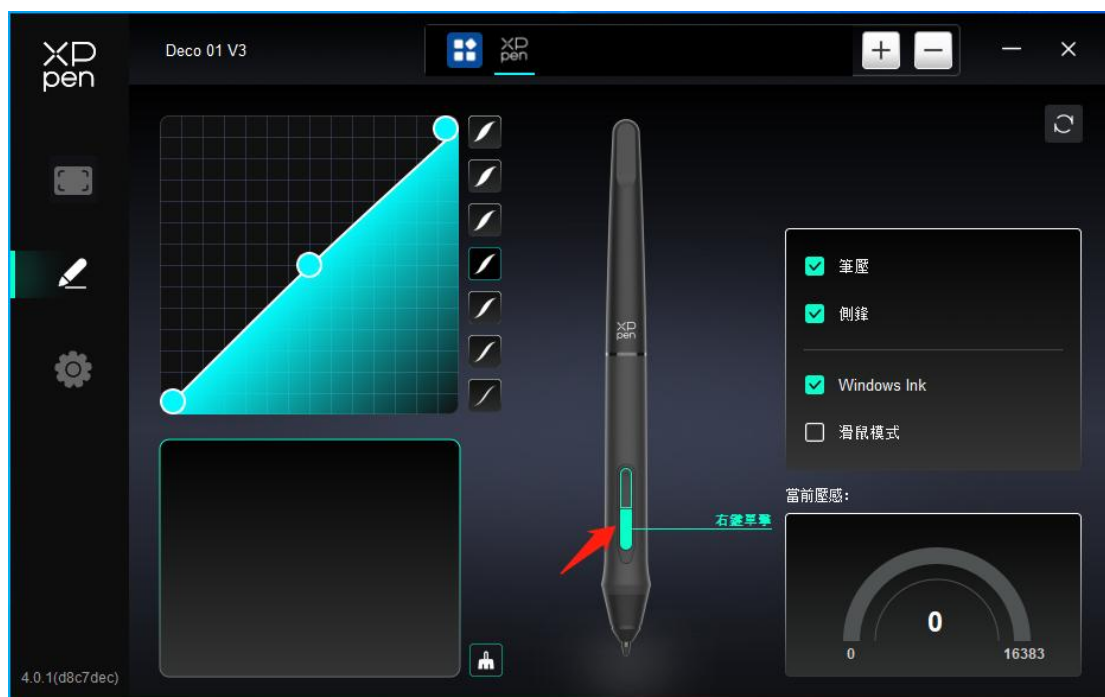 XP
pen
Deco 01 V3
XP
pen
筆壓
側鋒
XP
pen
Windows Ink
滑鼠模式
當前壓感:
右鍵單擊
0
0
16383
4.0.1(d8c7dec)